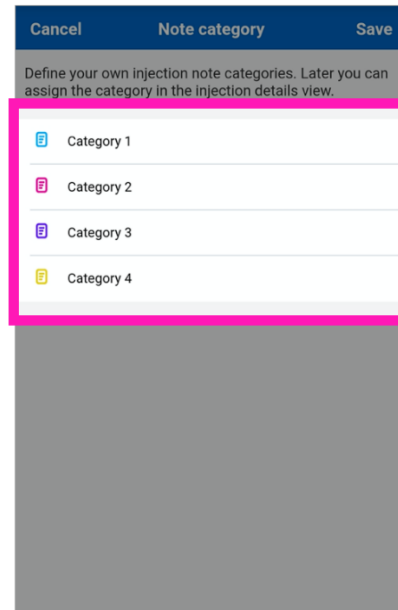 Cancel Note category Save
Define your own injection note categories. Later you can
assign the category in the injection details view.
Category 1
Category 2
Category 3
Category 4